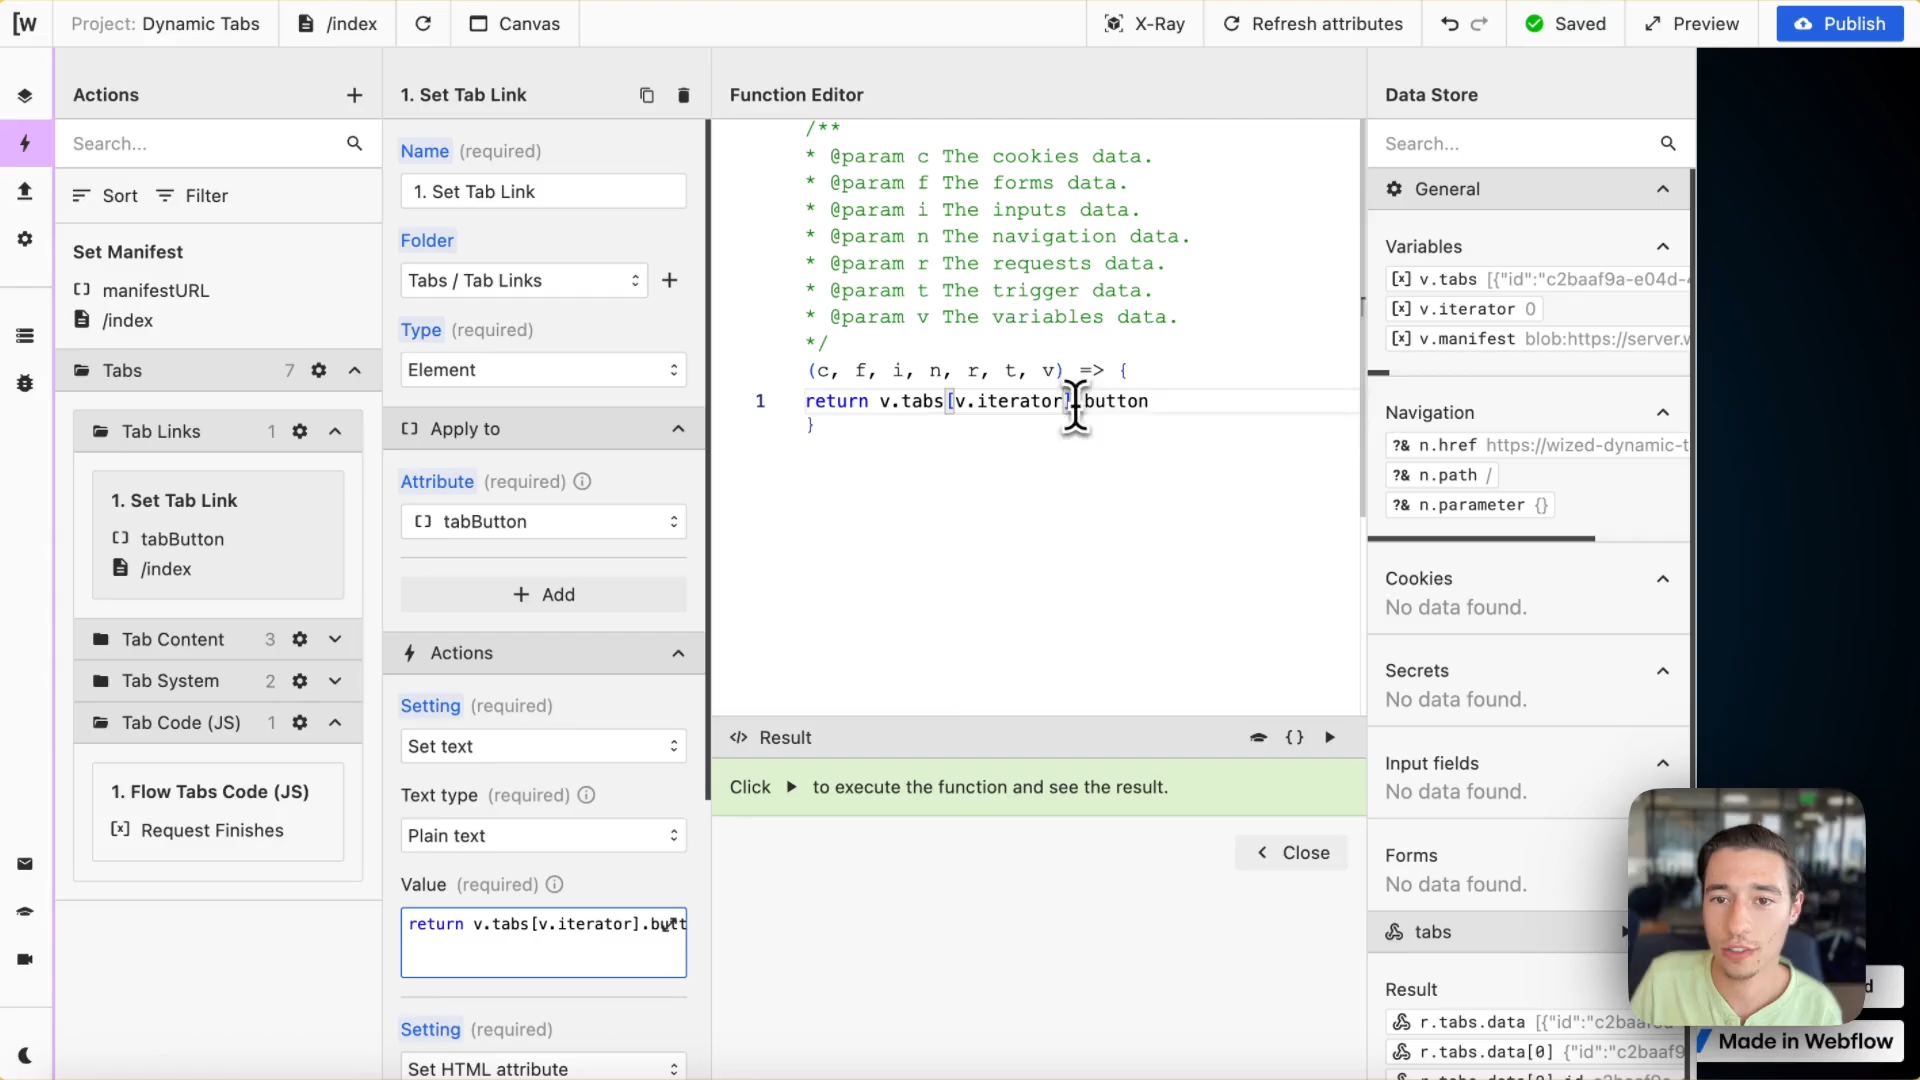 [w
Project: Dynamic Tabs
/index
Canvas
X-Ray
Refresh attributes
Saved
Preview
Publish
Actions
Search...
Sort
Filter
Set Manifest
manifestURL
/index
Tabs 7
Tab Links 1
1. Set Tab Link
tabButton
/index
Tab Content 3
Tab System 2
Tab Code (JS) 1
1. Flow Tabs Code (JS)
Request Finishes
1. Set Tab Link
Name (required)
1. Set Tab Link
Folder
Tabs / Tab Links
Type (required)
Element
Apply to
Attribute (required)
tabButton
Add
Actions
Setting (required)
Set text
Text type (required)
Plain text
Value (required)
return v.tabs[v.iterator].butt
Setting (required)
Set HTML attribute
Function Editor
/**
* @param c The cookies data.
* @param f The forms data.
* @param i The inputs data.
* @param n The navigation data.
* @param r The requests data.
* @param t The trigger data.
* @param v The variables data.
*/
(c, f, i, n, r, t, v) => {
1 return v.tabs[v.iterator].button
}
Result
Click ▶ to execute the function and see the result.
Close
Data Store
Search...
General
Variables
[x] v.tabs [{"id":"c2baaf9a-e04d-
[x] v.iterator 0
[x] v.manifest blob:https://server.
Navigation
?& n.href https://wized-dynamic-t
?& n.path /
?& n.parameter {}
Cookies
No data found.
Secrets
No data found.
Input fields
No data found.
Forms
No data found.
tabs
Result
r.tabs.data [{"id":"c2baaf9
r.tabs.data[0] {"id":"c2baaf9
Made in Webflow